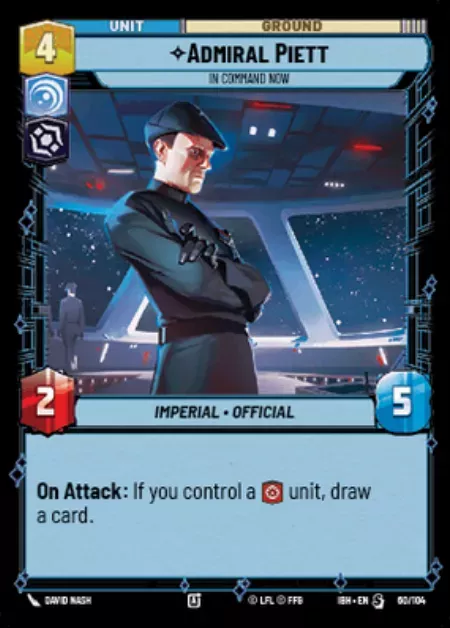 UNIT
GROUND
4
ADMIRAL PIETT
IN COMMAND NOW
2
IMPERIAL • OFFICIAL
5
On Attack: If you control a unit, draw
a card.
DAVID NASH
© LFL © FFG
IBH • EN
60/104